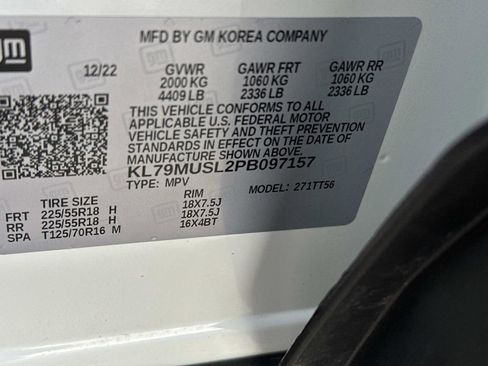 gm
MFD BY GM KOREA COMPANY
12/22 GVWR GAWR FRT GAWR RR
2000 KG 1060 KG 1060 KG
4409 LB 2336 LB 2336 LB
THIS VEHICLE CONFORMS TO ALL
APPLICABLE U.S. FEDERAL MOTOR
VEHICLE SAFETY AND THEFT PREVENTION
STANDARDS IN EFFECT ON THE DATE OF
MANUFACTURE SHOWN ABOVE.
KL79MUSL2PB097157
TYPE: MPV MODEL: 271TT56
TIRE SIZE RIM
FRT 225/55R18 H 18X7.5J
RR 225/55R18 H 18X7.5J
SPA T125/70R16 M 16X4BT